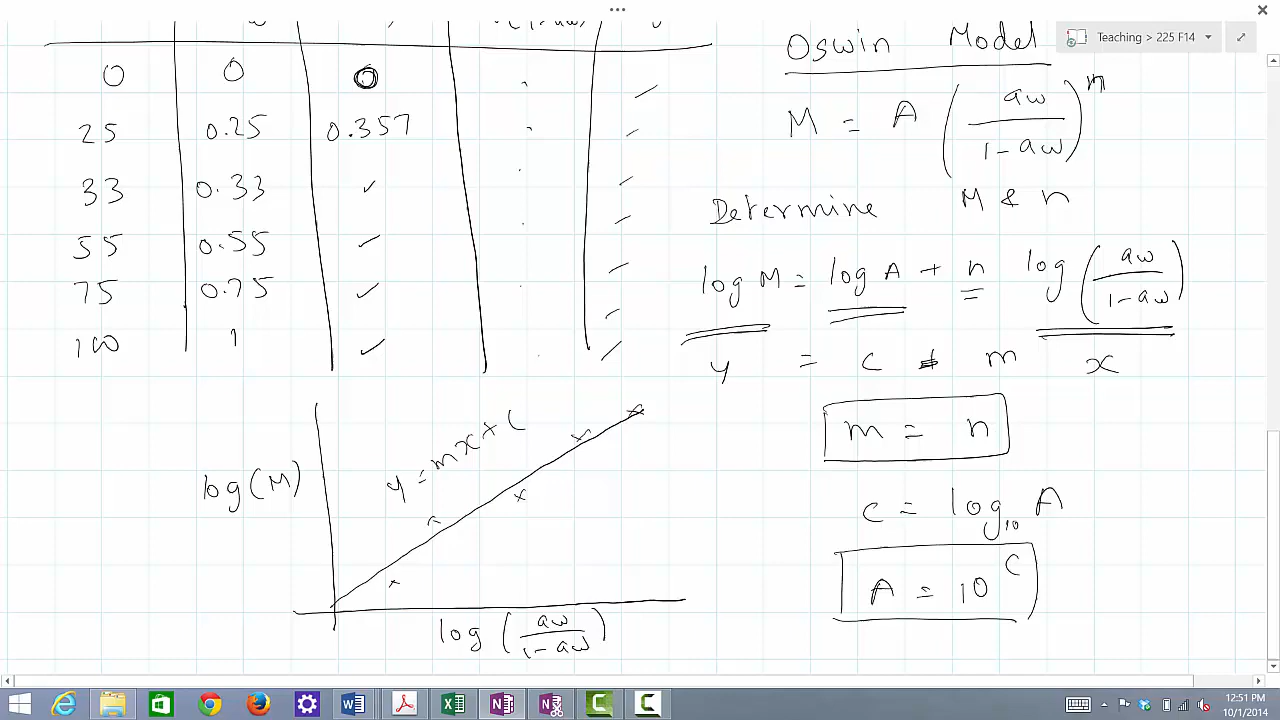 Teaching > 225 F14
Oswin Model
0 0 0
25 0.25 0.357
33 0.33 ✓
55 0.55 ✓
75 0.75 ✓
100 1 ✓
M = A (aw / 1-aw)^n
Determine M & n
log M = log A + n log (aw / 1-aw)
y = c + m x
m = n
c = log10 A
A = 10^c
y = mx + c
log(M)
log (aw / 1-aw)
12:51 PM
10/1/2014